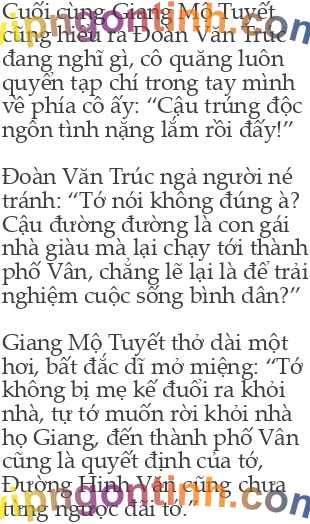 Cuối cùng Giang Mộ Tuyết
cũng hiểu ra Đoàn Văn Trúc
đang nghĩ gì, cô quăng luôn
quyển tạp chí trong tay mình
về phía cô ấy: “Cậu trúng độc
ngôn tình nặng lắm rồi đấy!”
Đoàn Văn Trúc ngả người né
tránh: “Tớ nói không đúng à?
Cậu đường đường là con gái
nhà giàu mà lại chạy tới thành
phố Vân, chẳng lẽ lại là để trải
nghiệm cuộc sống bình dân?”
Giang Mộ Tuyết thở dài một
hơi, bất đắc dĩ mở miệng: “Tớ
không bị mẹ kế đuổi ra khỏi
nhà, tự tớ muốn rời khỏi nhà
họ Giang, đến thành phố Vân
cũng là quyết định của tớ,
Đường Hinh Vân cũng chưa
từng ngược đãi tớ.”
vipngontinh.com
vipngontinh.com